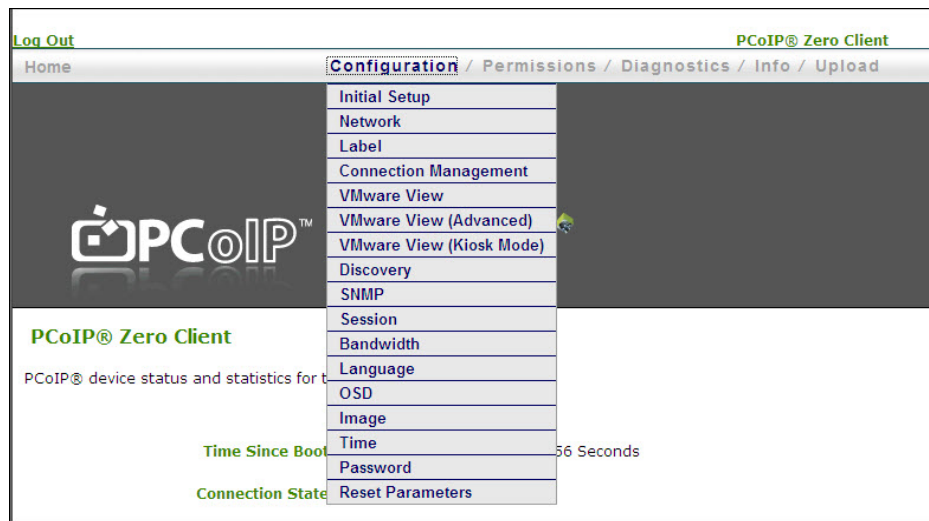 Log Out
PCoIP® Zero Client
Home
Configuration / Permissions / Diagnostics / Info / Upload
Initial Setup
Network
Label
Connection Management
VMware View
VMware View (Advanced)
VMware View (Kiosk Mode)
Discovery
SNMP
Session
Bandwidth
Language
OSD
Image
Time
Password
Reset Parameters
PCoIP™
PCoIP® Zero Client
PCoIP® device status and statistics for t
Time Since Boot
56 Seconds
Connection State